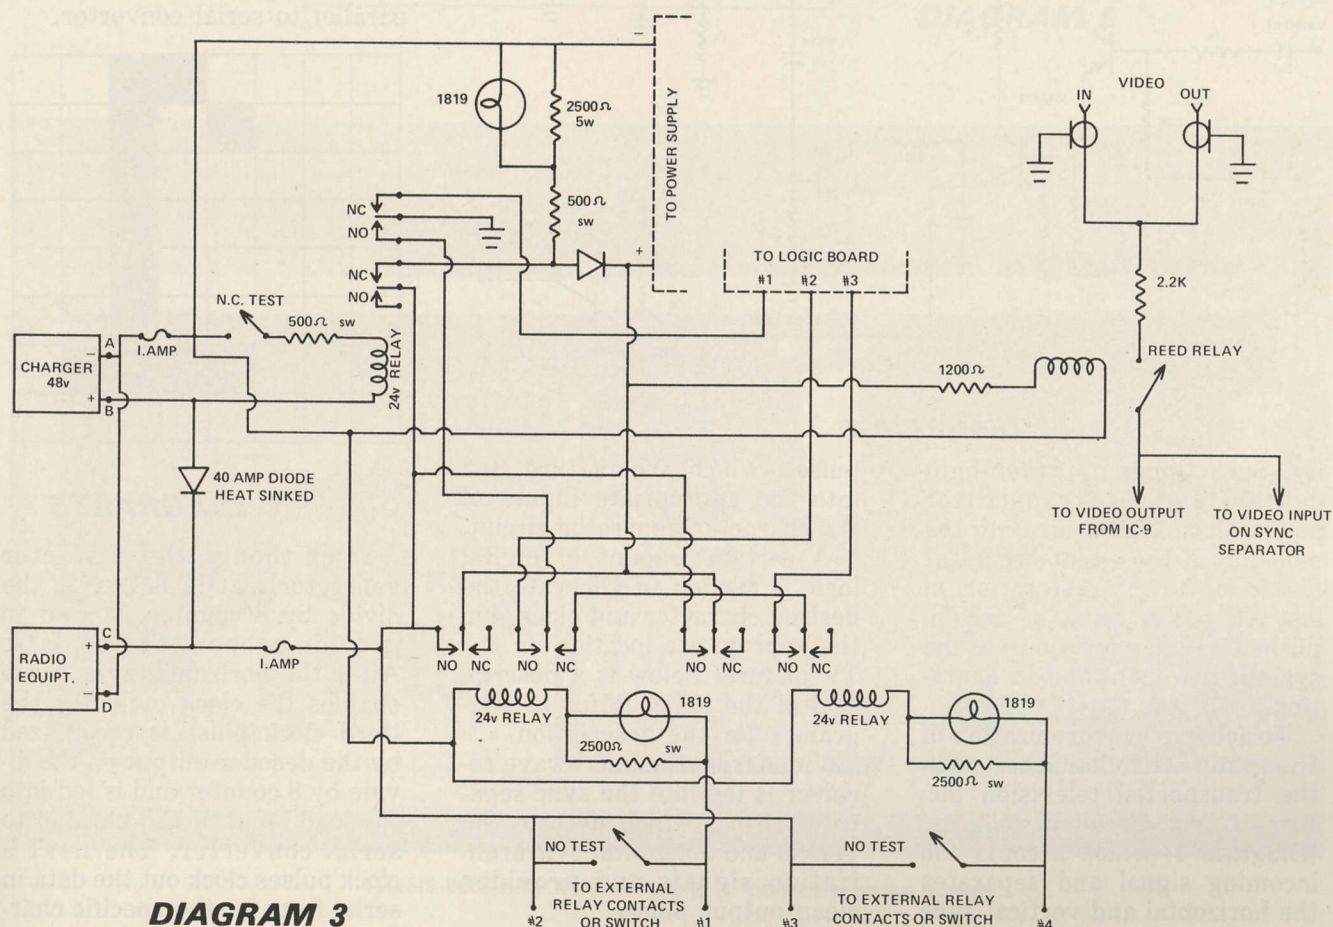 VIDEO
IN
OUT
−
1819
2500Ω
5w
TO POWER SUPPLY
500Ω
sw
NC
NO
NC
NO
+
TO LOGIC BOARD
#1 #2 #3
2.2K
N.C. TEST
500Ω sw
I.AMP
A
−
CHARGER
48v
+
B
24v RELAY
1200Ω
REED RELAY
40 AMP DIODE
HEAT SINKED
TO VIDEO OUTPUT
FROM IC-9
TO VIDEO INPUT
ON SYNC
SEPARATOR
C
+
RADIO
EQUIPT.
−
D
I.AMP
NO NC NO NC
NO NC NO NC
24v RELAY
1819
2500Ω sw
24v RELAY
1819
2500Ω sw
NO TEST
NO TEST
TO EXTERNAL
RELAY CONTACTS
OR SWITCH
TO EXTERNAL RELAY
CONTACTS OR SWITCH
#2
#1
#3
#4
DIAGRAM 3